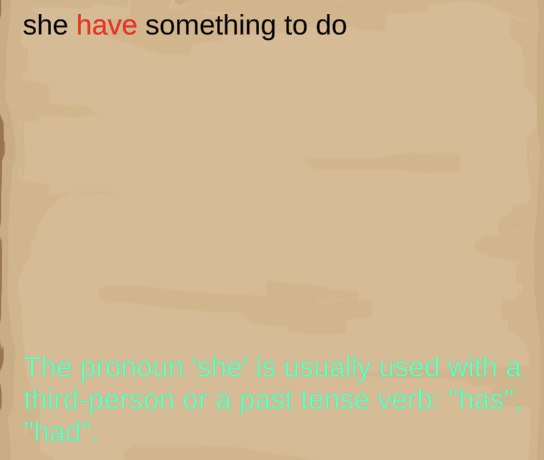 she have something to do
The pronoun 'she' is usually used with a
third-person or a past tense verb: "has",
"had".